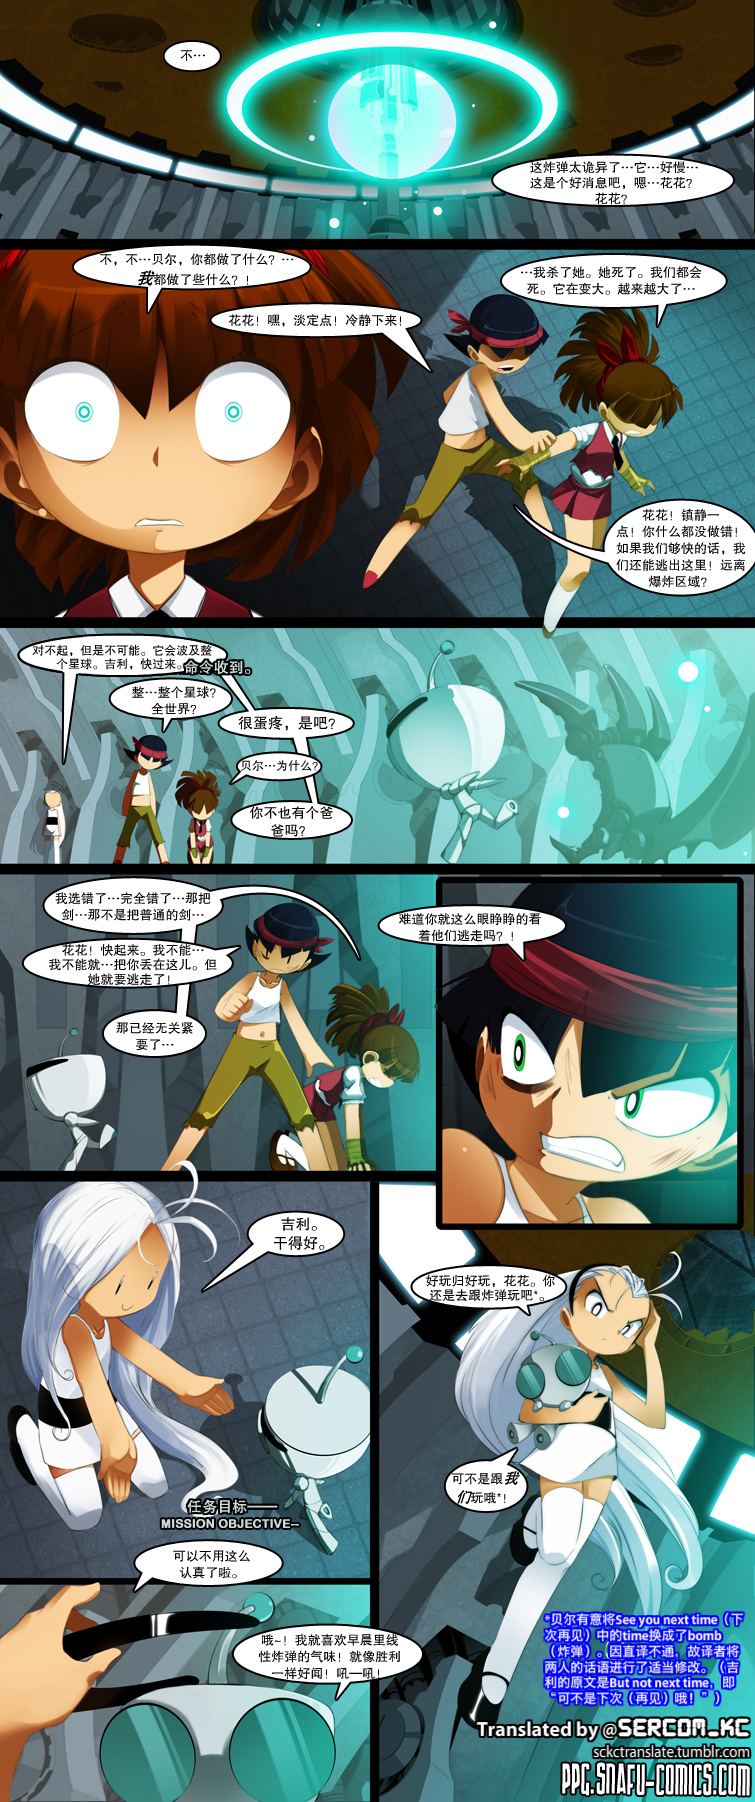 不…
这炸弹太诡异了…它…好慢…
这是个好消息吧，嗯…花花？
花花？
不，不…贝尔，你都做了什么？…
我都做了些什么？！
花花！嘿，淡定点！冷静下来！
…我杀了她。她死了。我们都会
死。它在变大。越来越大了…
花花！镇静一
点！你什么都没做错！
如果我们够快的话，我
们还能逃出这里！远离
爆炸区域？
对不起，但是不可能。它会波及整
个星球。吉利，快过来。
命令收到。
整…整个星球？
全世界？
很蛋疼，是吧？
贝尔…为什么？
你不也有个爸
爸吗？
我选错了…完全错了…那把
剑…那不是把普通的剑…
花花！快起来。我不能…
我不能就…把你丢在这儿。但
她就要逃走了！
那已经无关紧
要了…
难道你就这么眼睁睁的看
着他们逃走吗？！
吉利。
干得好。
任务目标——
MISSION OBJECTIVE--
好玩归好玩，花花。你
还是去跟炸弹玩吧*。
可不是跟我
们玩哦*！
可以不用这么
认真了啦。
哦~！我就喜欢早晨里线
性炸弹的气味！就像胜利
一样好闻！吼—吼！
*贝尔有意将See you next time（下
次再见）中的time换成了bomb
（炸弹）。因直译不通，故译者将
两人的话语进行了适当修改。（吉
利的原文是But not next time，即
“可不是下次（再见）哦！”）
Translated by @SERCOM_KC
sckctranslate.tumblr.com
PPG.SNAFU-COMICS.COM